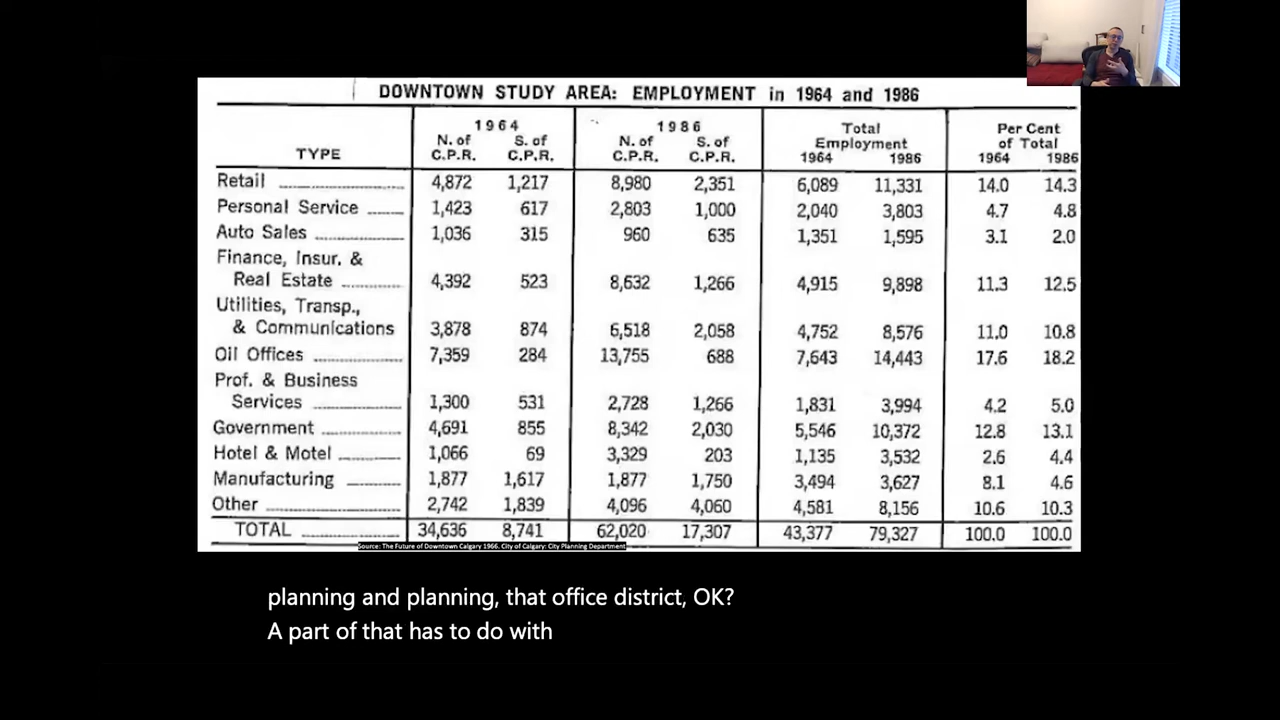 DOWNTOWN STUDY AREA: EMPLOYMENT in 1964 and 1986
TYPE 1964 N. of C.P.R. S. of C.P.R. 1986 N. of C.P.R. S. of C.P.R. Total Employment 1964 1986 Per Cent of Total 1964 1986
Retail 4,872 1,217 8,980 2,351 6,089 11,331 14.0 14.3
Personal Service 1,423 617 2,803 1,000 2,040 3,803 4.7 4.8
Auto Sales 1,036 315 960 635 1,351 1,595 3.1 2.0
Finance, Insur. &
Real Estate 4,392 523 8,632 1,266 4,915 9,898 11.3 12.5
Utilities, Transp.,
& Communications 3,878 874 6,518 2,058 4,752 8,576 11.0 10.8
Oil Offices 7,359 284 13,755 688 7,643 14,443 17.6 18.2
Prof. & Business
Services 1,300 531 2,728 1,266 1,831 3,994 4.2 5.0
Government 4,691 855 8,342 2,030 5,546 10,372 12.8 13.1
Hotel & Motel 1,066 69 3,329 203 1,135 3,532 2.6 4.4
Manufacturing 1,877 1,617 1,877 1,750 3,494 3,627 8.1 4.6
Other 2,742 1,839 4,096 4,060 4,581 8,156 10.6 10.3
TOTAL 34,636 8,741 62,020 17,307 43,377 79,327 100.0 100.0
Source: The Future of Downtown Calgary 1966. City of Calgary: City Planning Department
planning and planning, that office district, OK?
A part of that has to do with